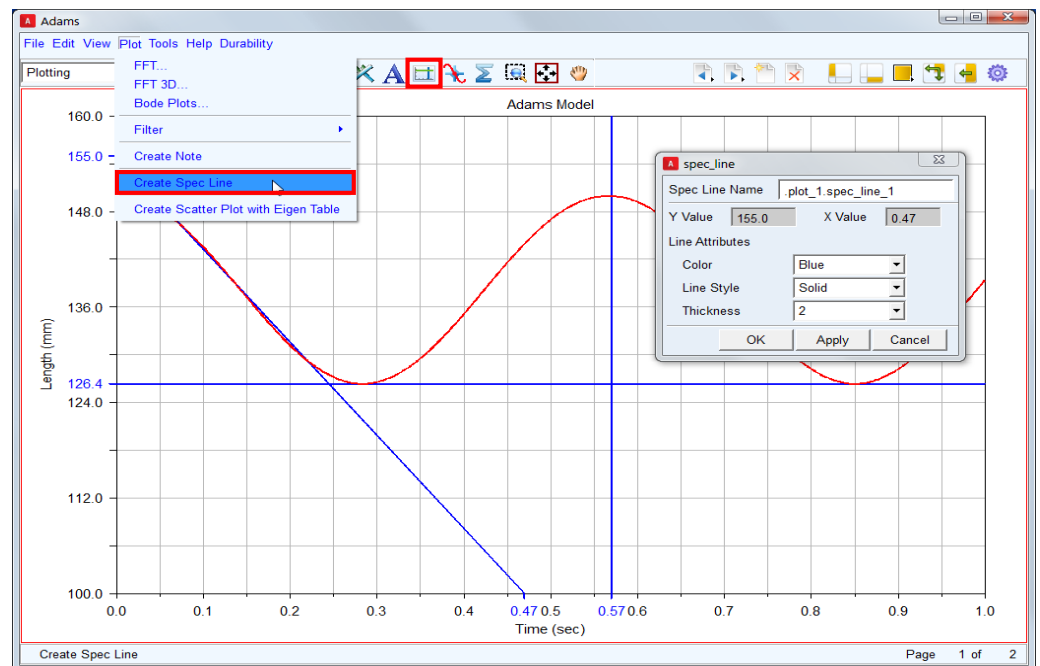 Adams
File Edit View Plot Tools Help Durability
Plotting
FFT...
FFT 3D...
Bode Plots...
Filter
Create Note
Create Spec Line
Create Scatter Plot with Eigen Table
A
Σ
Adams Model
160.0
155.0
148.0
136.0
126.4
124.0
112.0
100.0
Length (mm)
0.0 0.1 0.2 0.3 0.4 0.47 0.5 0.57 0.6 0.7 0.8 0.9 1.0
Time (sec)
spec_line
Spec Line Name .plot_1.spec_line_1
Y Value 155.0 X Value 0.47
Line Attributes
Color Blue
Line Style Solid
Thickness 2
OK Apply Cancel
Create Spec Line Page 1 of 2